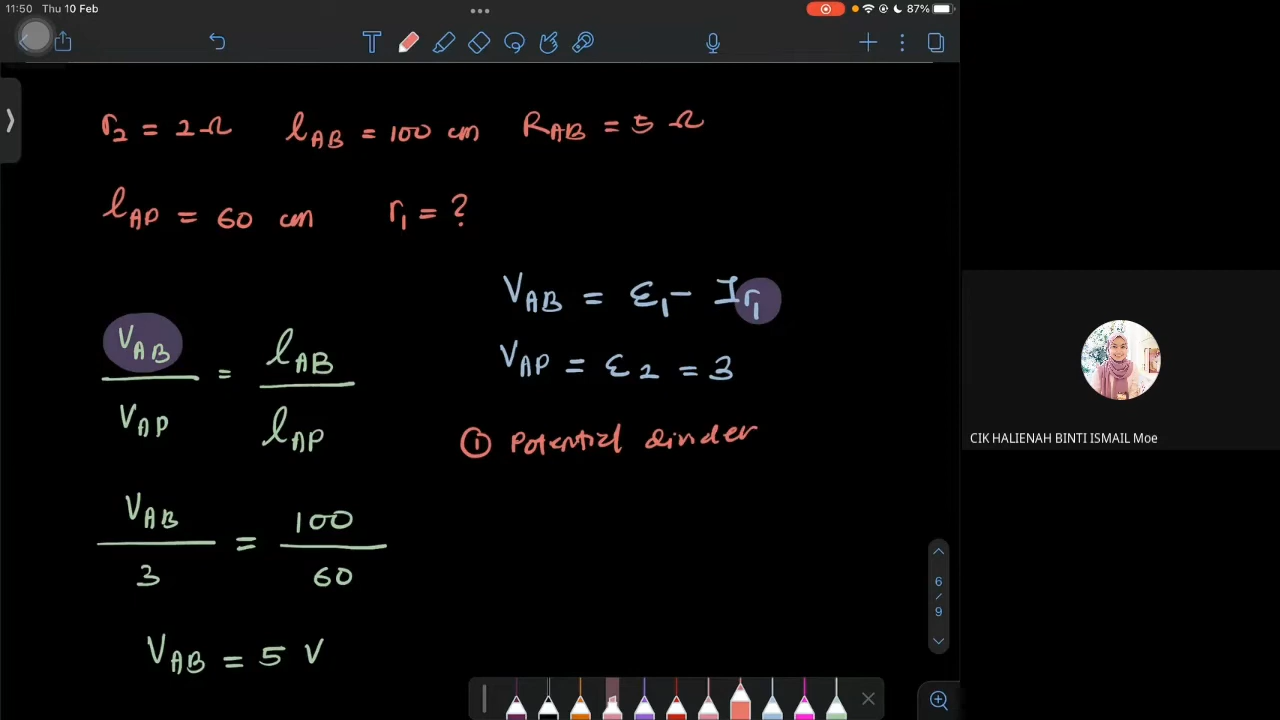 11:50 Thu 10 Feb
87%
T
r₂ = 2 Ω l_AB = 100 cm R_AB = 5 Ω
l_AP = 60 cm r₁ = ?
V_AB = ε₁ - Ir₁
V_AB / V_AP = l_AB / l_AP
V_AP = ε₂ = 3
① Potential divider
V_AB / 3 = 100 / 60
V_AB = 5 V
6 / 9
CIK HALIENAH BINTI ISMAIL Moe